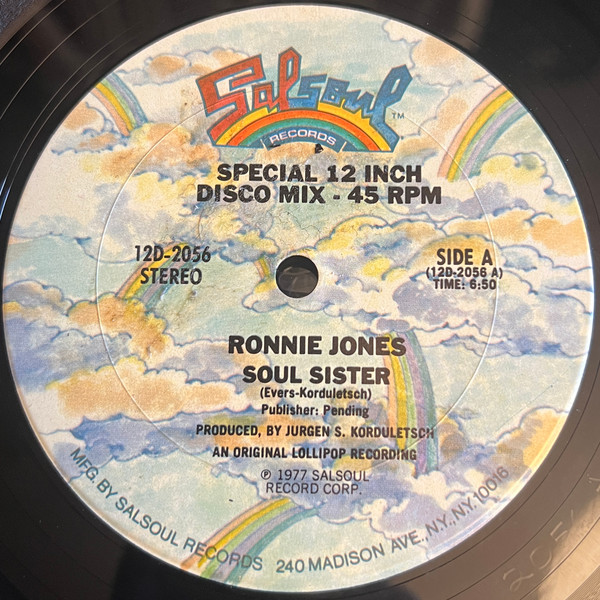 Salsoul TM
RECORDS
SPECIAL 12 INCH
DISCO MIX - 45 RPM
12D-2056
STEREO
SIDE A
(12D-2056 A)
TIME: 6:50
RONNIE JONES
SOUL SISTER
(Evers-Korduletsch)
Publisher: Pending
PRODUCED, BY JURGEN S. KORDULETSCH
AN ORIGINAL LOLLIPOP RECORDING
℗ 1977 SALSOUL
RECORD CORP.
MFG. BY SALSOUL RECORDS 240 MADISON AVE., N.Y., N.Y. 10016